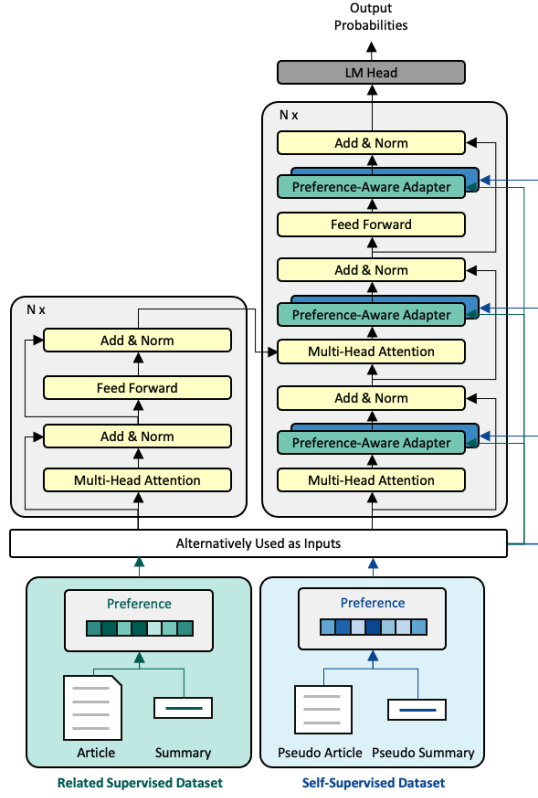 Output
Probabilities
LM Head
N x
Add & Norm
Preference-Aware Adapter
Feed Forward
Add & Norm
Preference-Aware Adapter
Multi-Head Attention
Add & Norm
Preference-Aware Adapter
Multi-Head Attention
N x
Add & Norm
Feed Forward
Add & Norm
Multi-Head Attention
Alternatively Used as Inputs
Preference
Article
Summary
Related Supervised Dataset
Preference
Pseudo Article
Pseudo Summary
Self-Supervised Dataset